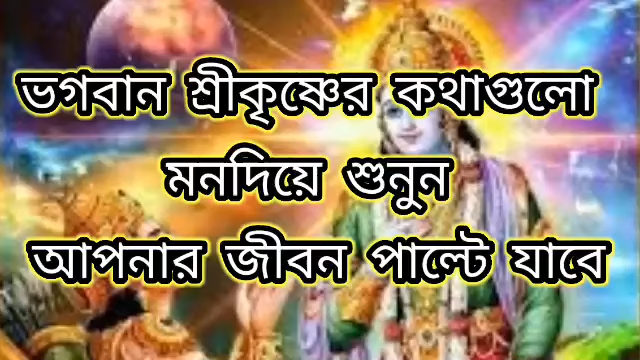 ভগবান শ্রীকৃষ্ণের কথাগুলো
মনদিয়ে শুনুন
আপনার জীবন পাল্টে যাবে